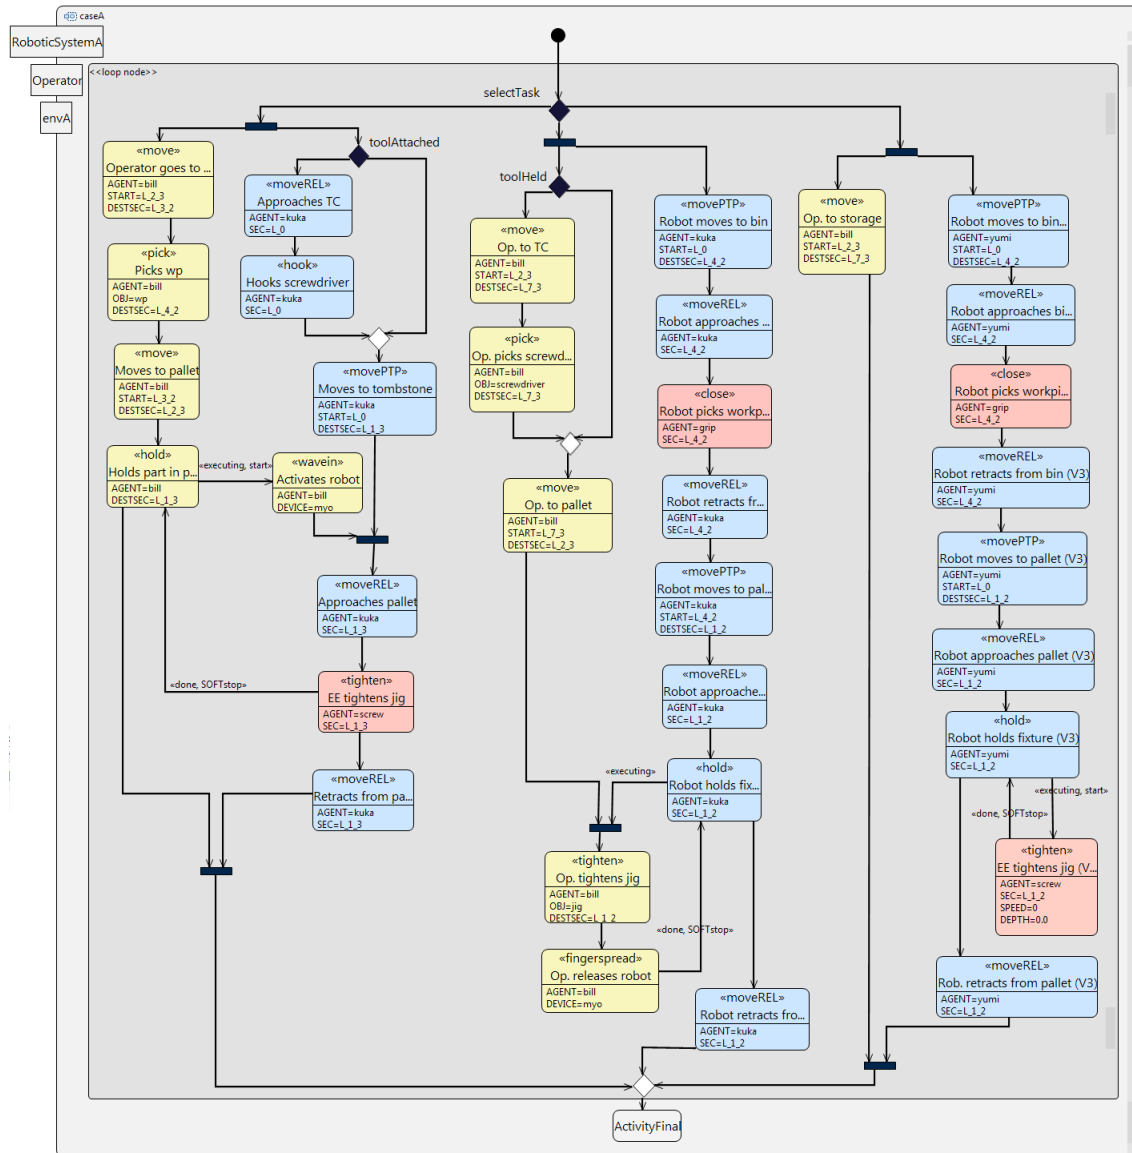 caseA
RoboticSystemA
Operator
envA
<<loop node>>
selectTask
toolAttached
toolHeld
«move»
Operator goes to ...
AGENT=bill
START=L_2_3
DESTSEC=L_3_2
«pick»
Picks wp
AGENT=bill
OBJ=wp
DESTSEC=L_4_2
«move»
Moves to pallet
AGENT=bill
START=L_3_2
DESTSEC=L_2_3
«hold»
Holds part in p...
AGENT=bill
DESTSEC=L_1_3
«executing, start»
«wavein»
Activates robot
AGENT=bill
DEVICE=myo
«moveREL»
Approaches TC
AGENT=kuka
SEC=L_0
«hook»
Hooks screwdriver
AGENT=kuka
SEC=L_0
«movePTP»
Moves to tombstone
AGENT=kuka
START=L_0
DESTSEC=L_1_3
«moveREL»
Approaches pallet
AGENT=kuka
SEC=L_1_3
«done, SOFTstop»
«tighten»
EE tightens jig
AGENT=screw
SEC=L_1_3
«moveREL»
Retracts from pa...
AGENT=kuka
SEC=L_1_3
«move»
Op. to TC
AGENT=bill
START=L_2_3
DESTSEC=L_7_3
«pick»
Op. picks screwd...
AGENT=bill
OBJ=screwdriver
DESTSEC=L_7_3
«move»
Op. to pallet
AGENT=bill
START=L_7_3
DESTSEC=L_2_3
«executing»
«tighten»
Op. tightens jig
AGENT=bill
OBJ=jig
DESTSEC=L_1_2
«done, SOFTstop»
«fingerspread»
Op. releases robot
AGENT=bill
DEVICE=myo
«movePTP»
Robot moves to bin
AGENT=kuka
START=L_0
DESTSEC=L_4_2
«moveREL»
Robot approaches ...
AGENT=kuka
SEC=L_4_2
«close»
Robot picks workp...
AGENT=grip
SEC=L_4_2
«moveREL»
Robot retracts fr...
AGENT=kuka
SEC=L_4_2
«movePTP»
Robot moves to pal...
AGENT=kuka
START=L_4_2
DESTSEC=L_1_2
«moveREL»
Robot approache...
AGENT=kuka
SEC=L_1_2
«hold»
Robot holds fix...
AGENT=kuka
SEC=L_1_2
«moveREL»
Robot retracts fro...
AGENT=kuka
SEC=L_1_2
«move»
Op. to storage
AGENT=bill
START=L_2_3
DESTSEC=L_7_3
«movePTP»
Robot moves to bin...
AGENT=yumi
START=L_0
DESTSEC=L_4_2
«moveREL»
Robot approaches bi...
AGENT=yumi
SEC=L_4_2
«close»
Robot picks workpi...
AGENT=grip
SEC=L_4_2
«moveREL»
Robot retracts from bin (V3)
AGENT=yumi
SEC=L_4_2
«movePTP»
Robot moves to pallet (V3)
AGENT=yumi
START=L_0
DESTSEC=L_1_2
«moveREL»
Robot approaches pallet (V3)
AGENT=yumi
SEC=L_1_2
«hold»
Robot holds fixture (V3)
AGENT=yumi
SEC=L_1_2
«executing, start»
«done, SOFTstop»
«tighten»
EE tightens jig (V...
AGENT=screw
SEC=L_1_2
SPEED=0
DEPTH=0.0
«moveREL»
Rob. retracts from pallet (V3)
AGENT=yumi
SEC=L_1_2
ActivityFinal